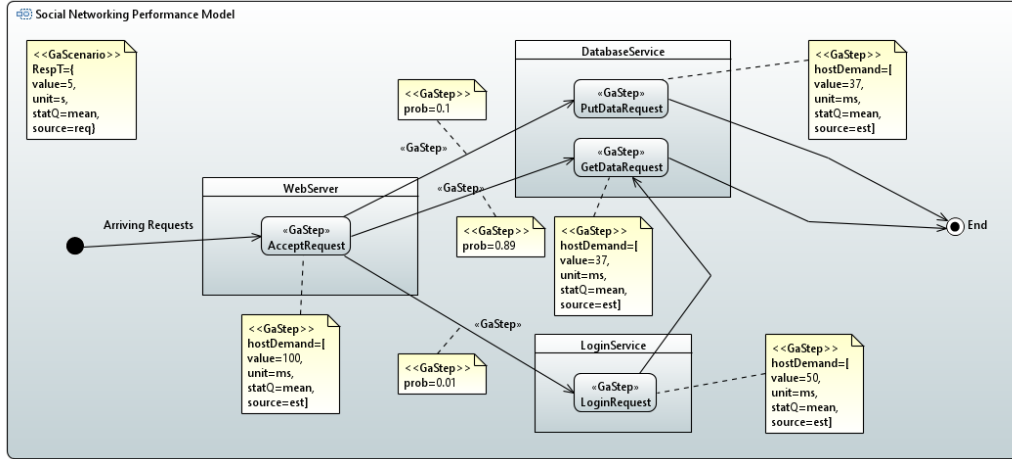 Social Networking Performance Model
<<GaScenario>>
RespT={
value=5,
unit=s,
statQ=mean,
source=req}
DatabaseService
«GaStep»
PutDataRequest
«GaStep»
GetDataRequest
<<GaStep>>
hostDemand=[
value=37,
unit=ms,
statQ=mean,
source=est]
<<GaStep>>
prob=0.1
«GaStep»
WebServer
«GaStep»
AcceptRequest
Arriving Requests
«GaStep»
<<GaStep>>
prob=0.89
<<GaStep>>
hostDemand=[
value=37,
unit=ms,
statQ=mean,
source=est]
End
<<GaStep>>
hostDemand=[
value=100,
unit=ms,
statQ=mean,
source=est]
«GaStep»
<<GaStep>>
prob=0.01
LoginService
«GaStep»
LoginRequest
<<GaStep>>
hostDemand=[
value=50,
unit=ms,
statQ=mean,
source=est]